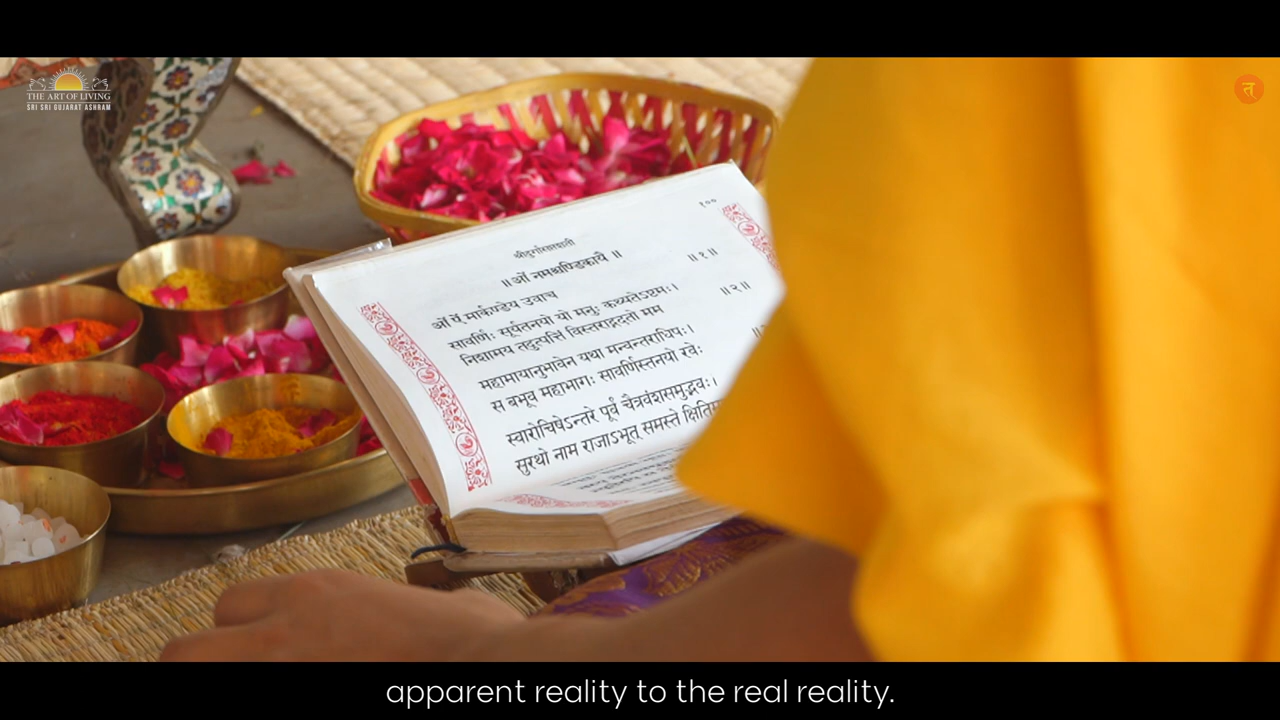 THE ART OF LIVING
SRI SRI GUJARAT ASHRAM
त
१००
श्रीदुर्गासप्तशती
॥ ओं नमश्चण्डिकायै ॥
ओं ऐं मार्कण्डेय उवाच ॥१॥
सावर्णिः सूर्यतनयो यो मनुः कथ्यतेऽष्टमः।
निशामय तदुत्पत्तिं विस्तराद्गदतो मम ॥२॥
महामायानुभावेन यथा मन्वन्तराधिपः।
स बभूव महाभागः सावर्णिस्तनयो रवेः
स्वारोचिषेऽन्तरे पूर्वं चैत्रवंशसमुद्भवः।
सुरथो नाम राजाऽभूत् समस्ते
apparent reality to the real reality.